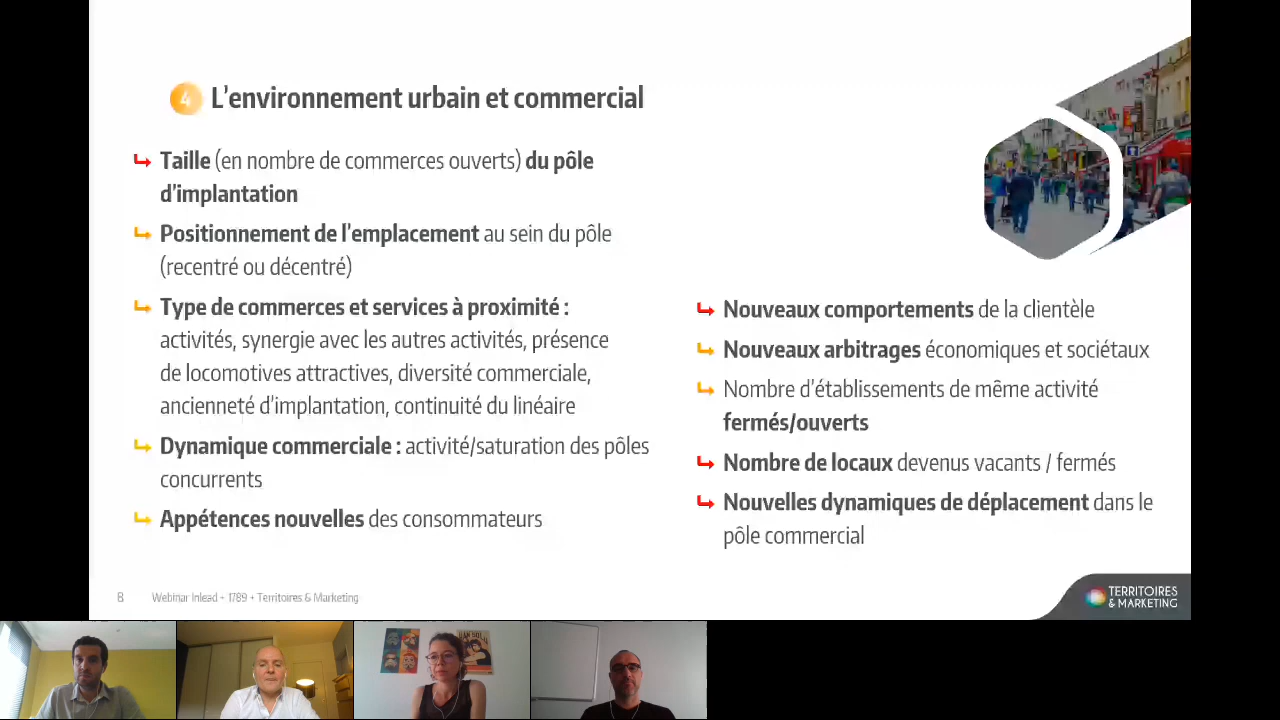 4 L’environnement urbain et commercial
Taille (en nombre de commerces ouverts) du pôle
d’implantation
Positionnement de l’emplacement au sein du pôle
(recentré ou décentré)
Type de commerces et services à proximité :
activités, synergie avec les autres activités, présence
de locomotives attractives, diversité commerciale,
ancienneté d’implantation, continuité du linéaire
Dynamique commerciale : activité/saturation des pôles
concurrents
Appétences nouvelles des consommateurs
Nouveaux comportements de la clientèle
Nouveaux arbitrages économiques et sociétaux
Nombre d’établissements de même activité
fermés/ouverts
Nombre de locaux devenus vacants / fermés
Nouvelles dynamiques de déplacement dans le
pôle commercial
8 Webinar Inlead + 1789 + Territoires & Marketing
TERRITOIRES
& MARKETING
HAN SOLO